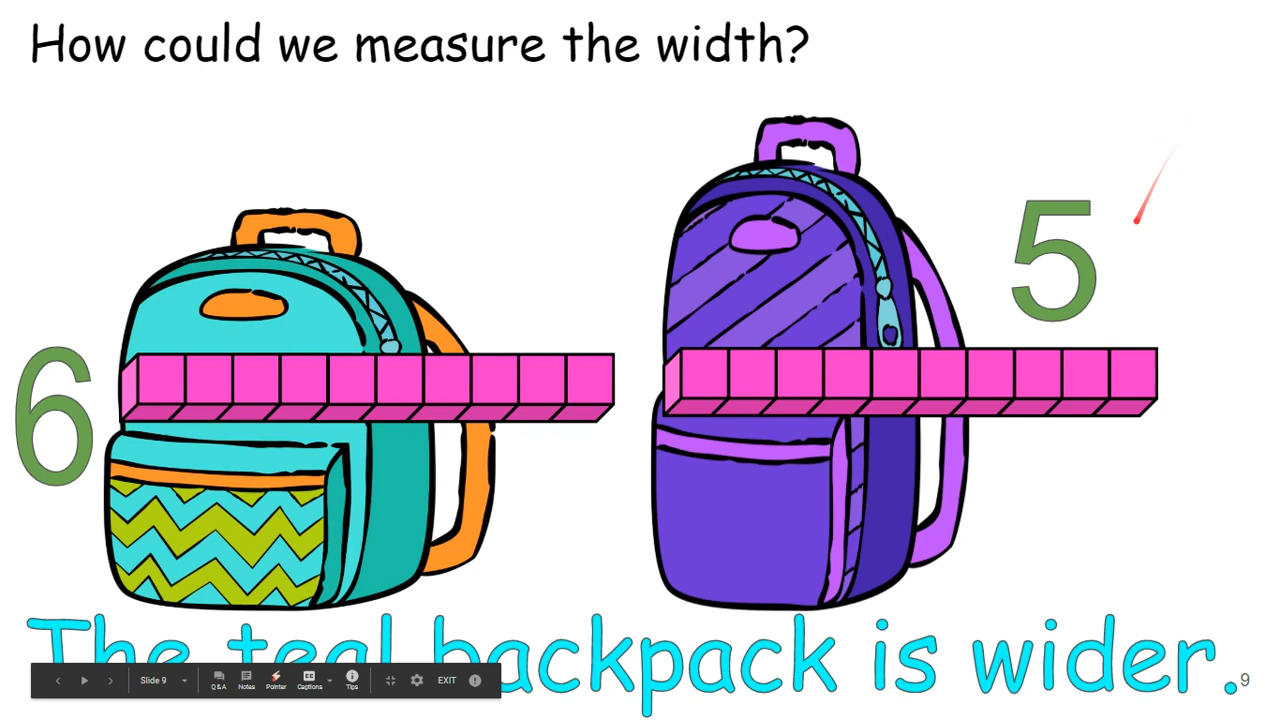 How could we measure the width?
5
6
The teal backpack is wider.
Slide 9
Q&A
Notes
Pointer
Captions
Tips
EXIT
9